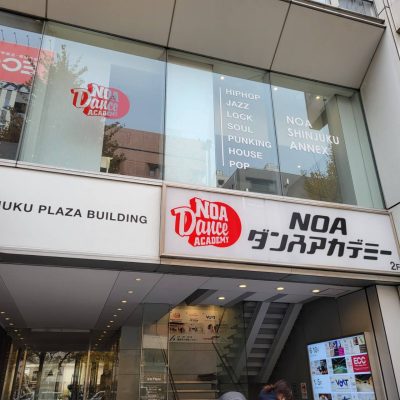 ECC
NOA
Dance
ACADEMY
HIPHOP
JAZZ
LOCK
SOUL
PUNKING
HOUSE
POP
NOA
SHINJUKU
ANNEX
JUKU PLAZA BUILDING
NOA
Dance
ACADEMY
NOA
ダンスアカデミー
2F
ECC